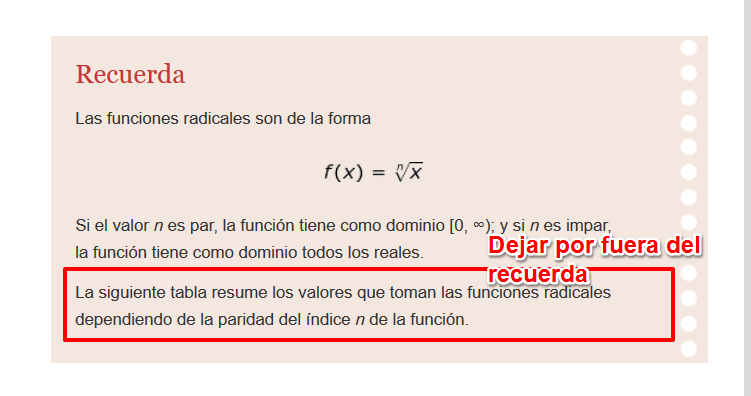 Recuerda
Las funciones radicales son de la forma
f(x) = ⁿ√x
Si el valor n es par, la función tiene como dominio [0, ∞); y si n es impar,
la función tiene como dominio todos los reales.
Dejar por fuera del
recuerda
La siguiente tabla resume los valores que toman las funciones radicales
dependiendo de la paridad del índice n de la función.